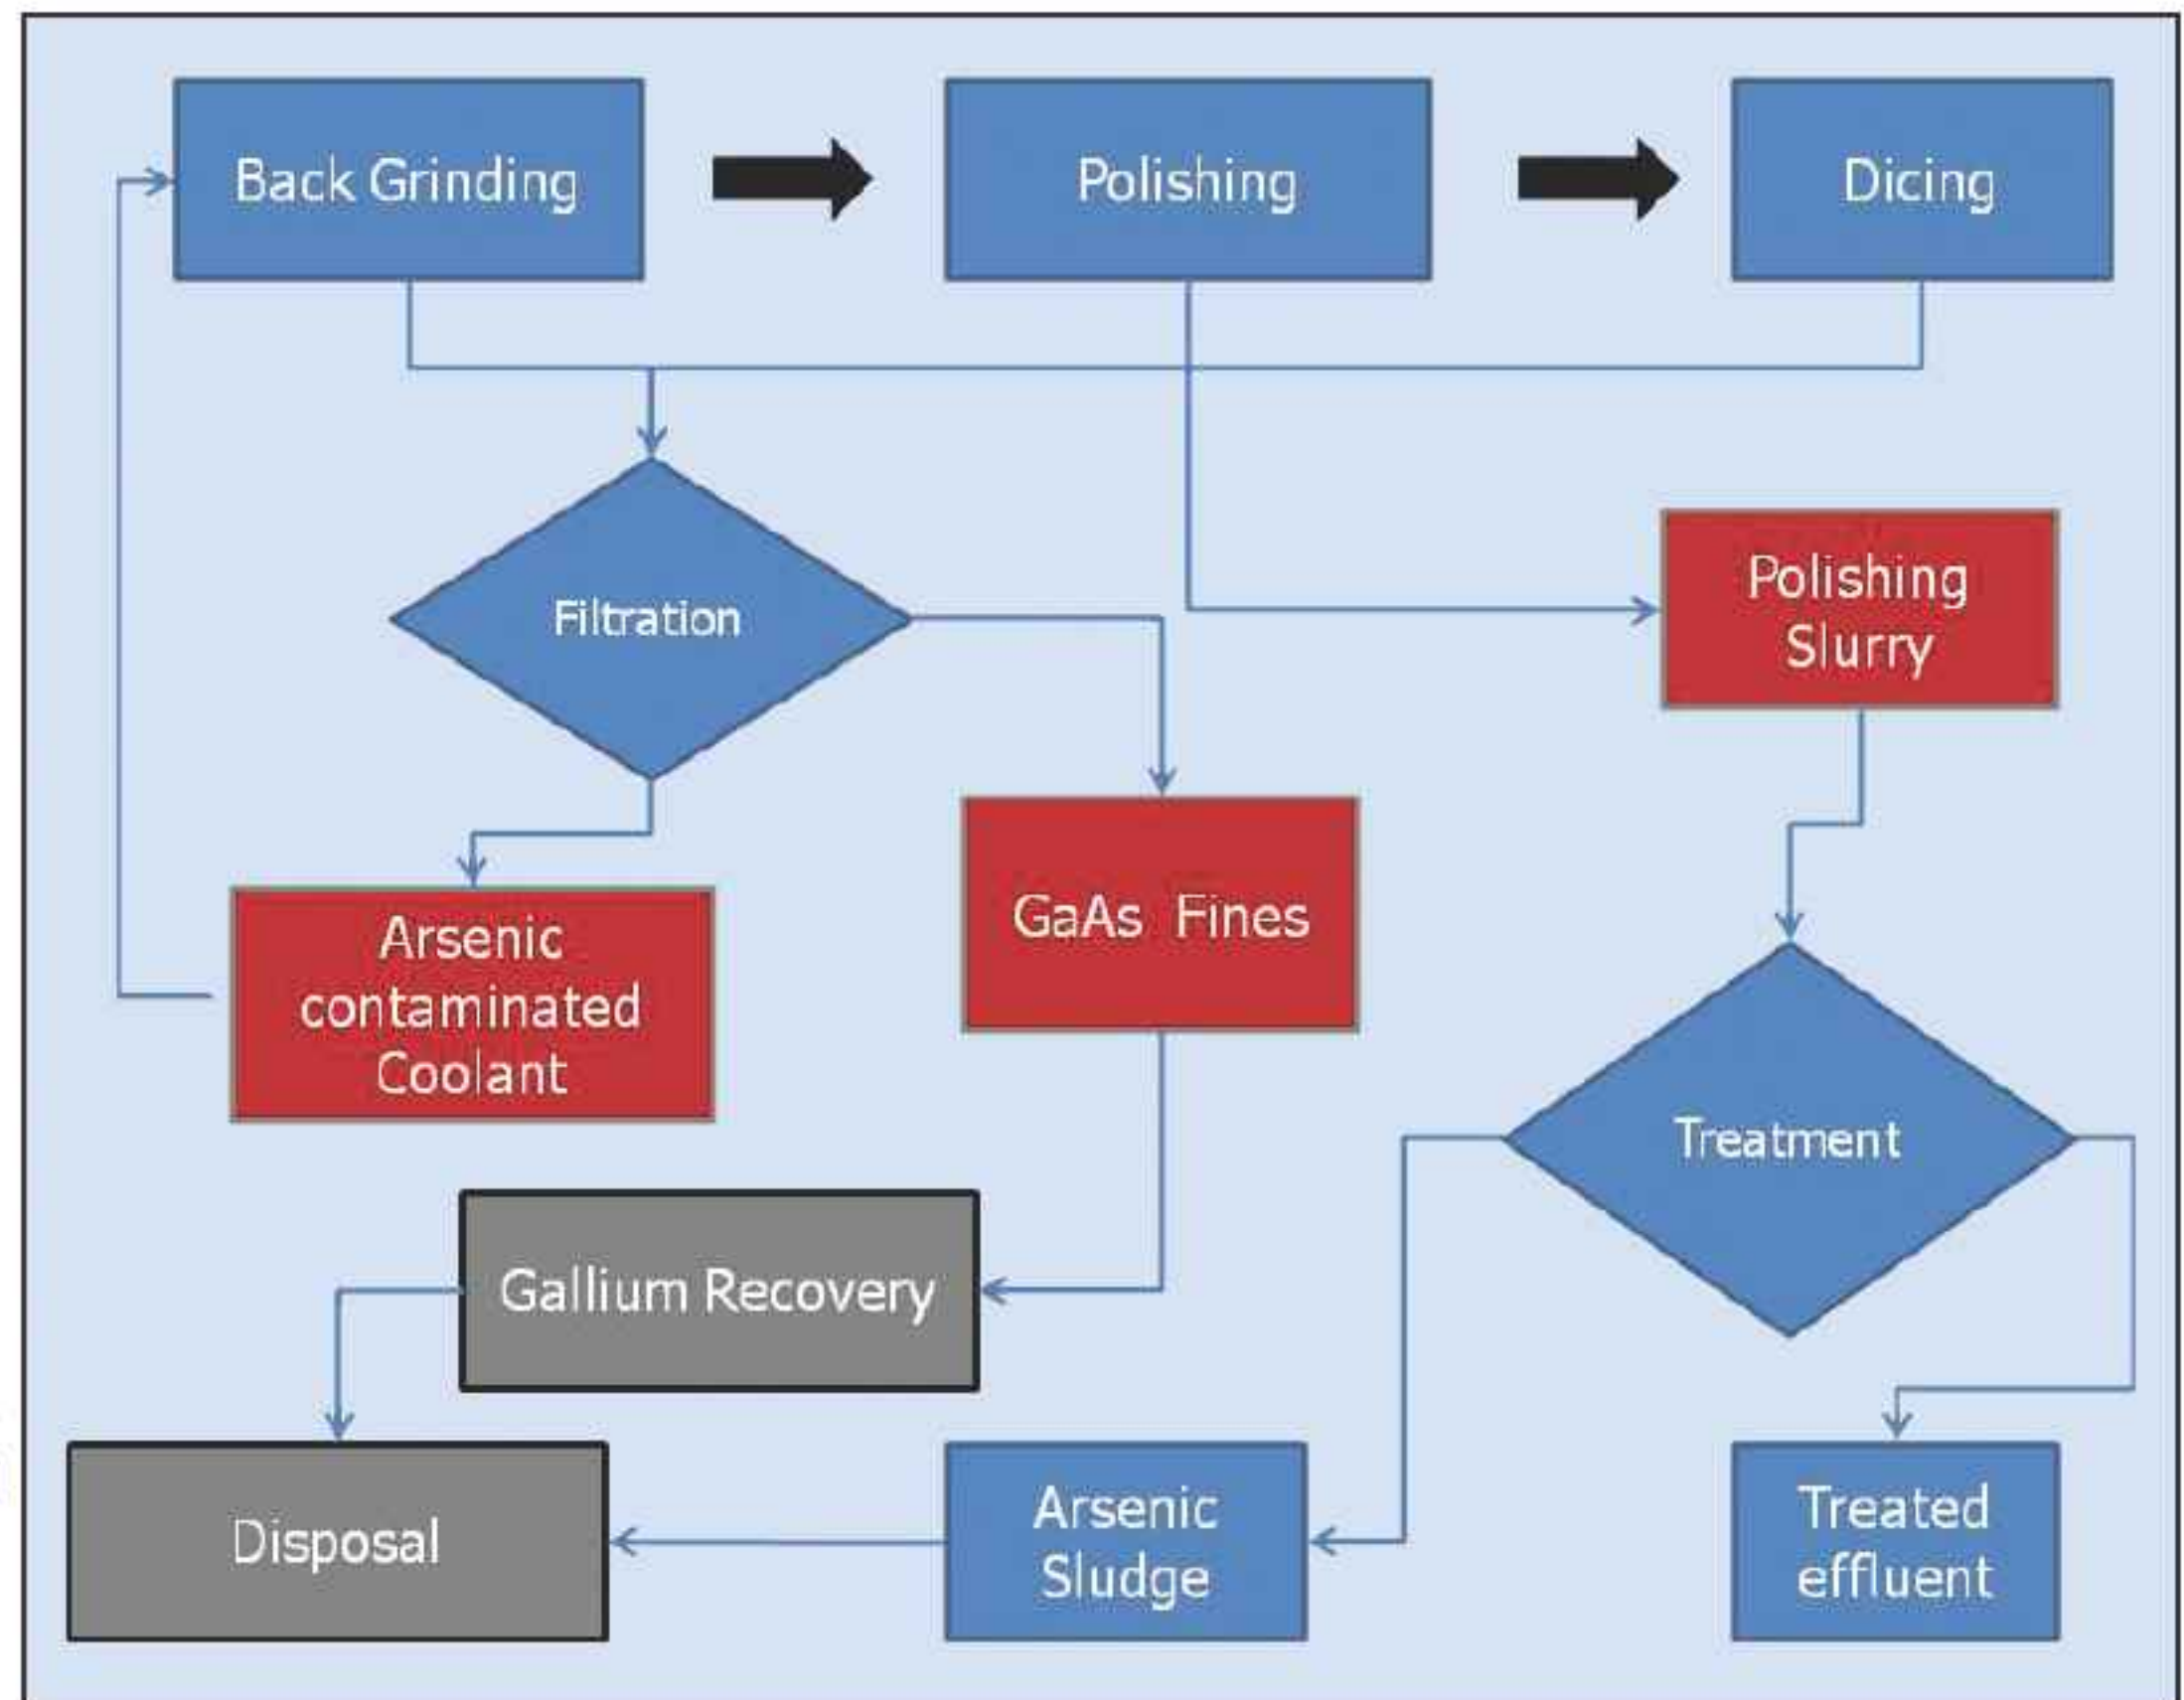 Back Grinding
Polishing
Dicing
Filtration
Polishing
Slurry
Arsenic
contaminated
Coolant
GaAs Fines
Treatment
Gallium Recovery
Disposal
Arsenic
Sludge
Treated
effluent